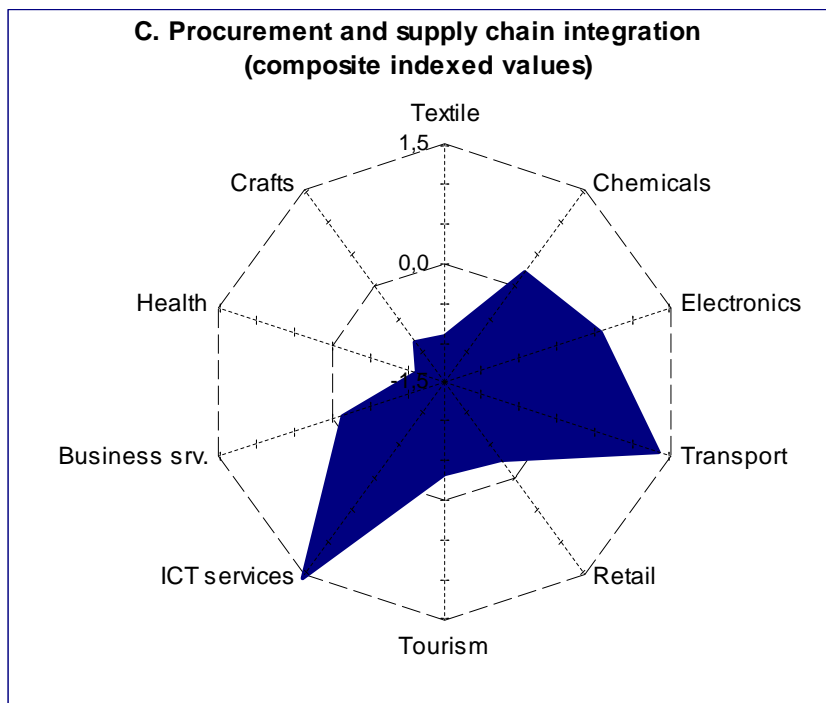 C. Procurement and supply chain integration
(composite indexed values)
Textile
1,5
Crafts
Chemicals
0,0
Health
Electronics
-1,5
Business srv.
Transport
ICT services
Retail
Tourism